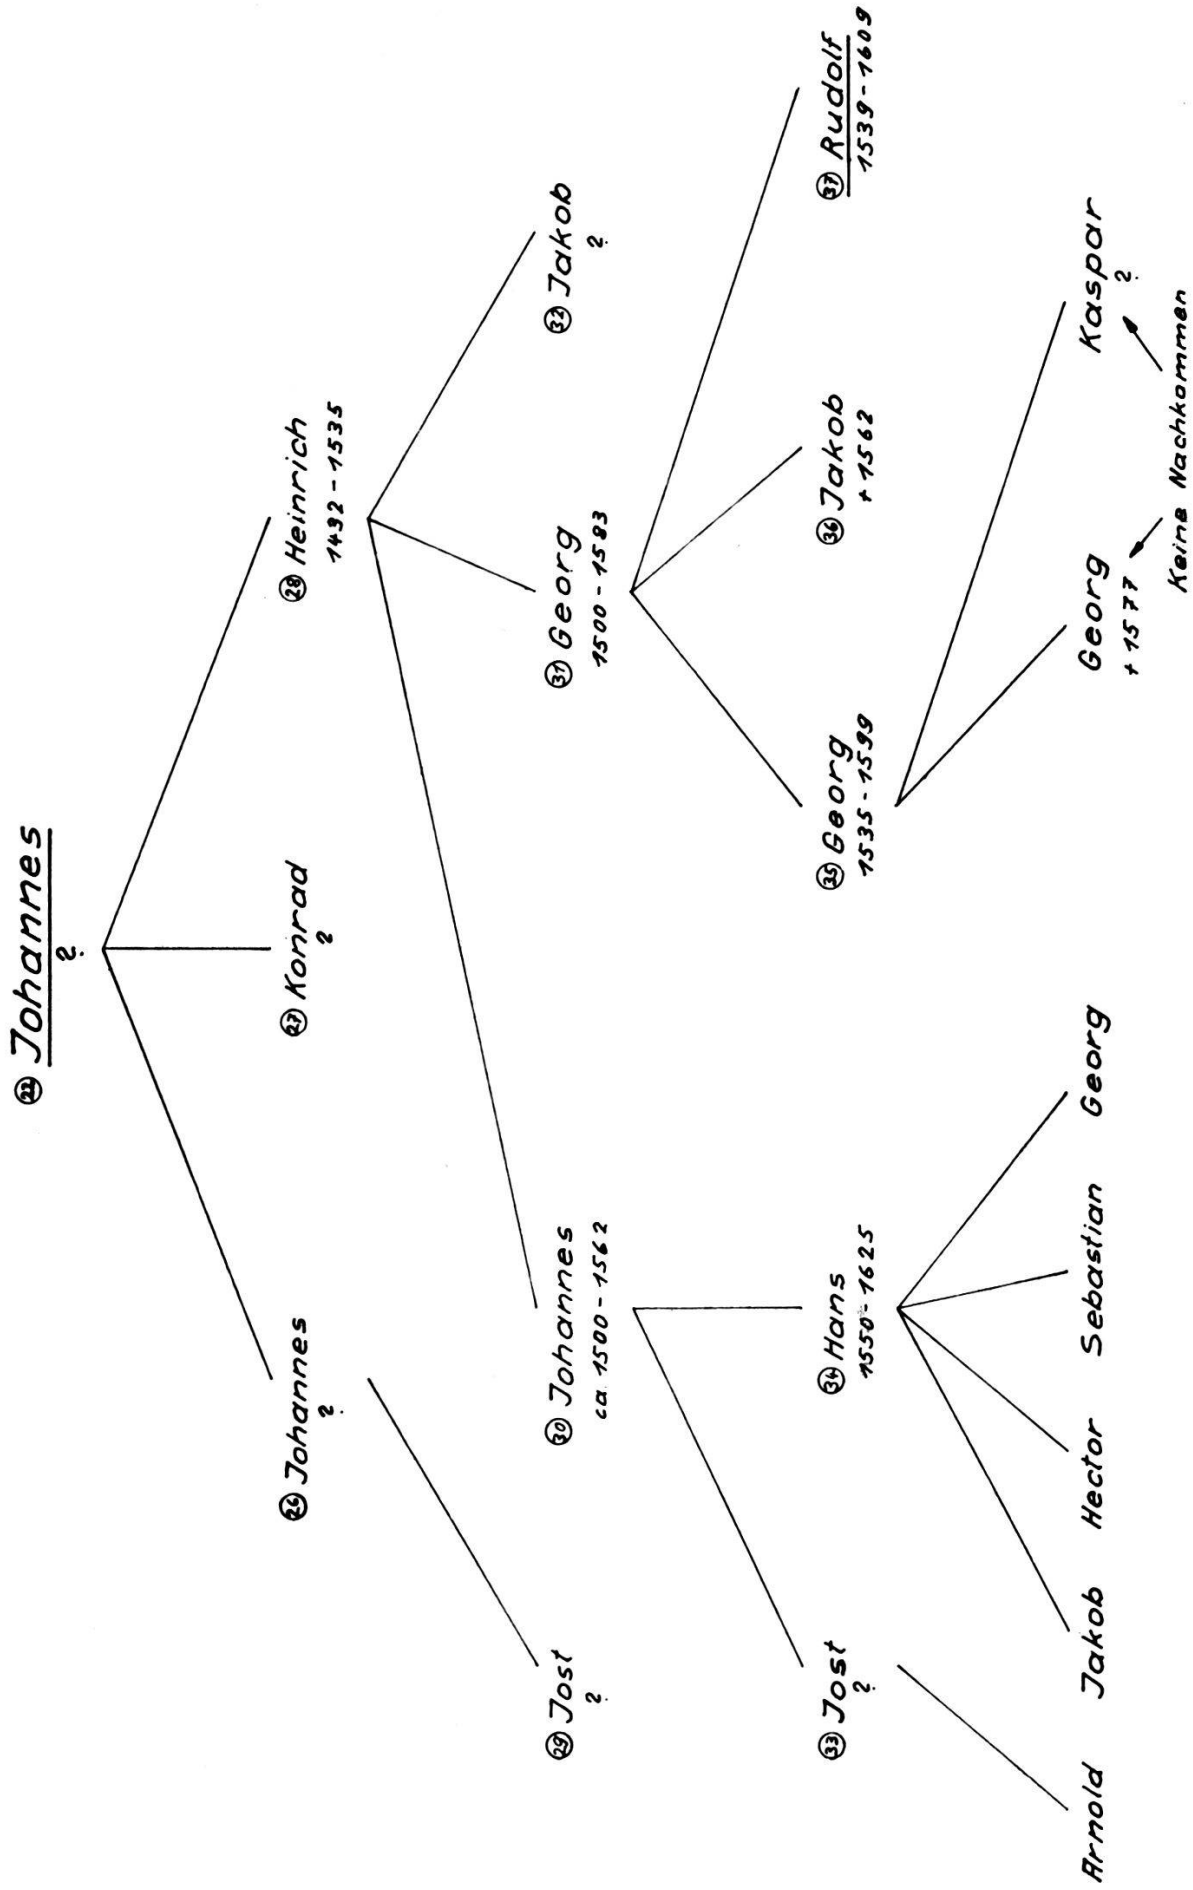 ㉒ Johannes
?
㉖ Johannes
?
㉗ Konrad
?
㉘ Heinrich
1492 - 1535
㉙ Jost
?
㉚ Johannes
ca. 1500 - 1562
㉛ Georg
1500 - 1583
㉜ Jakob
?
㉝ Jost
?
㉞ Hans
1550 - 1625
㉟ Georg
1535 - 1599
㊱ Jakob
+ 1562
㊲ Rudolf
1539 - 1609
Arnold
Jakob
Hector
Sebastian
Georg
Georg
+ 1577
Kaspar
?
Keine Nachkommen